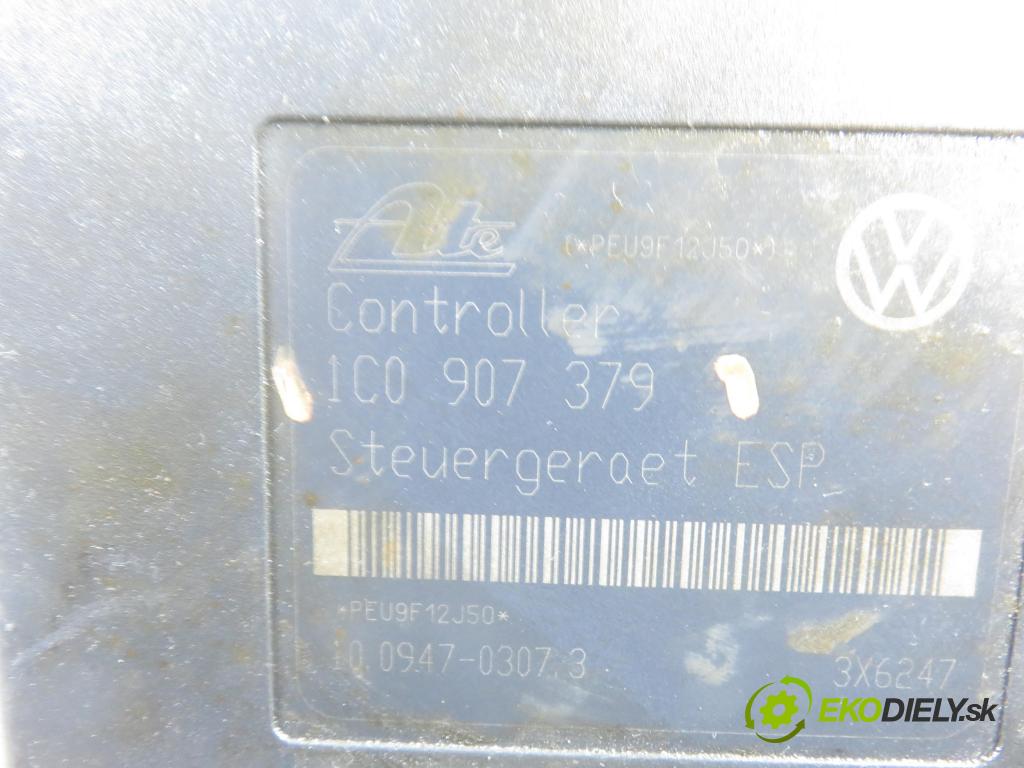 Ate (*PEU9F12J50*)
Controller
1C0 907 379
Steuergeraet ESP
*PEU9F12J50*
10.0947-0307.3 3X6247
EKODIELY.sk